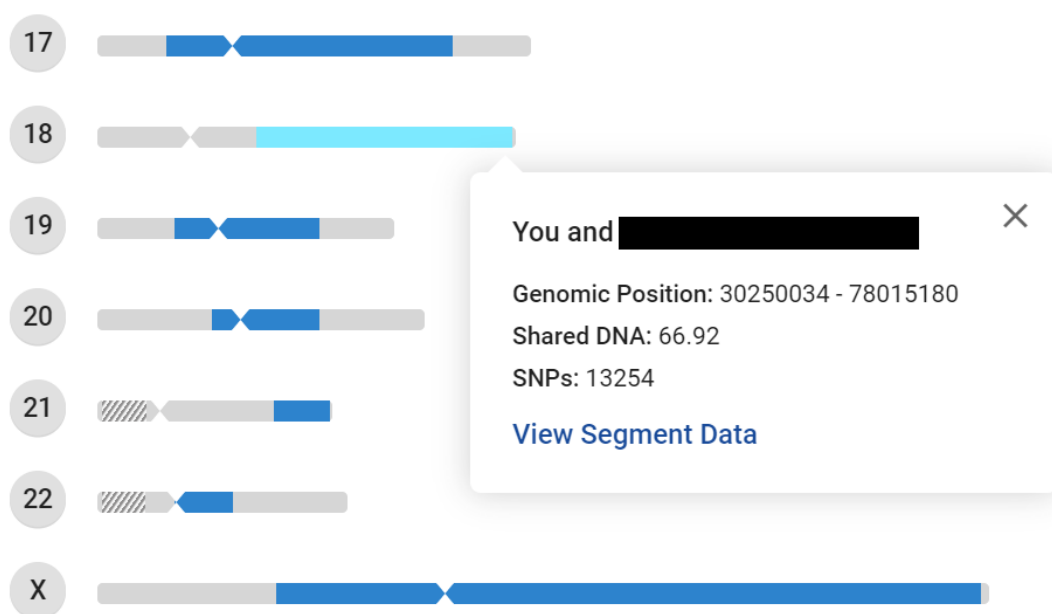 17
18
19
You and
Genomic Position: 30250034 - 78015180
Shared DNA: 66.92
20
SNPs: 13254
21
View Segment Data
22
X